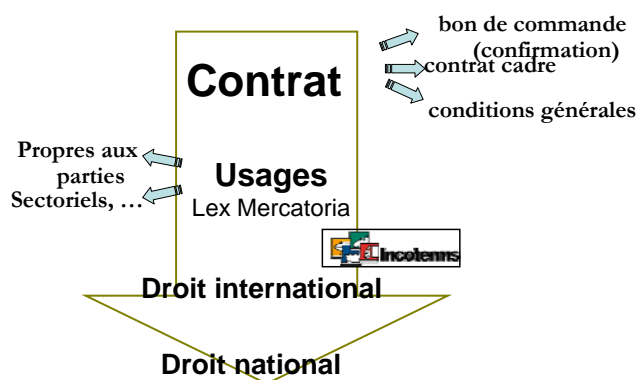 bon de commande
(confirmation)
contrat cadre
conditions générales
Contrat
Propres aux
parties
Sectoriels, …
Usages
Lex Mercatoria
Incoterms
Droit international
Droit national